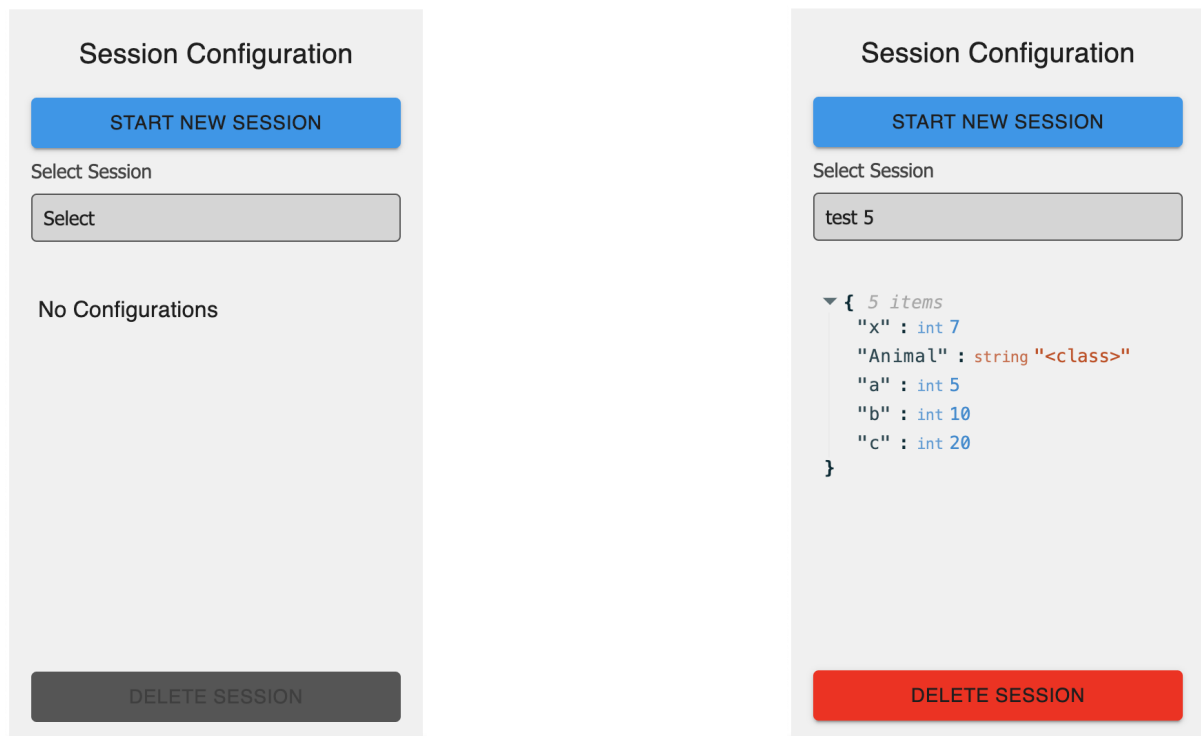 Session Configuration
START NEW SESSION
Select Session
Select
No Configurations
DELETE SESSION
Session Configuration
START NEW SESSION
Select Session
test 5
{ 5 items
"x" : int 7
"Animal" : string "<class>"
"a" : int 5
"b" : int 10
"c" : int 20
}
DELETE SESSION